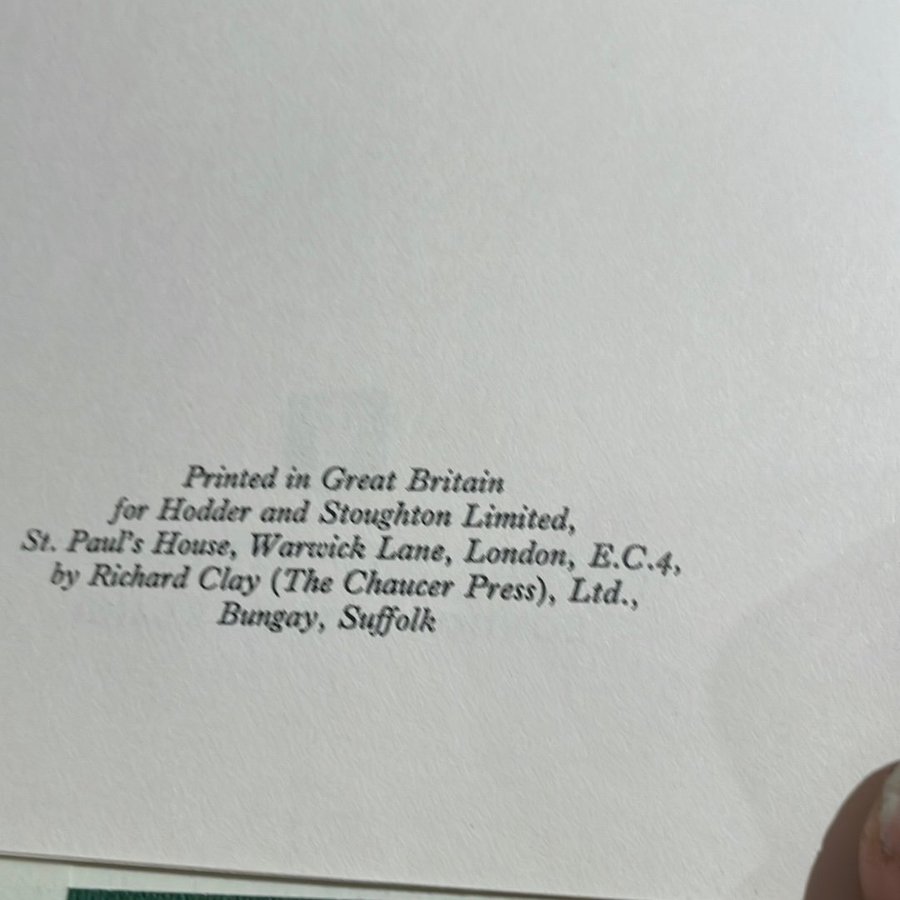 Printed in Great Britain
for Hodder and Stoughton Limited,
St. Paul's House, Warwick Lane, London, E.C.4,
by Richard Clay (The Chaucer Press), Ltd.,
Bungay, Suffolk